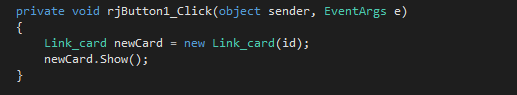 private void rjButton1_Click(object sender, EventArgs e)
{
    Link_card newCard = new Link_card(id);
    newCard.Show();
}